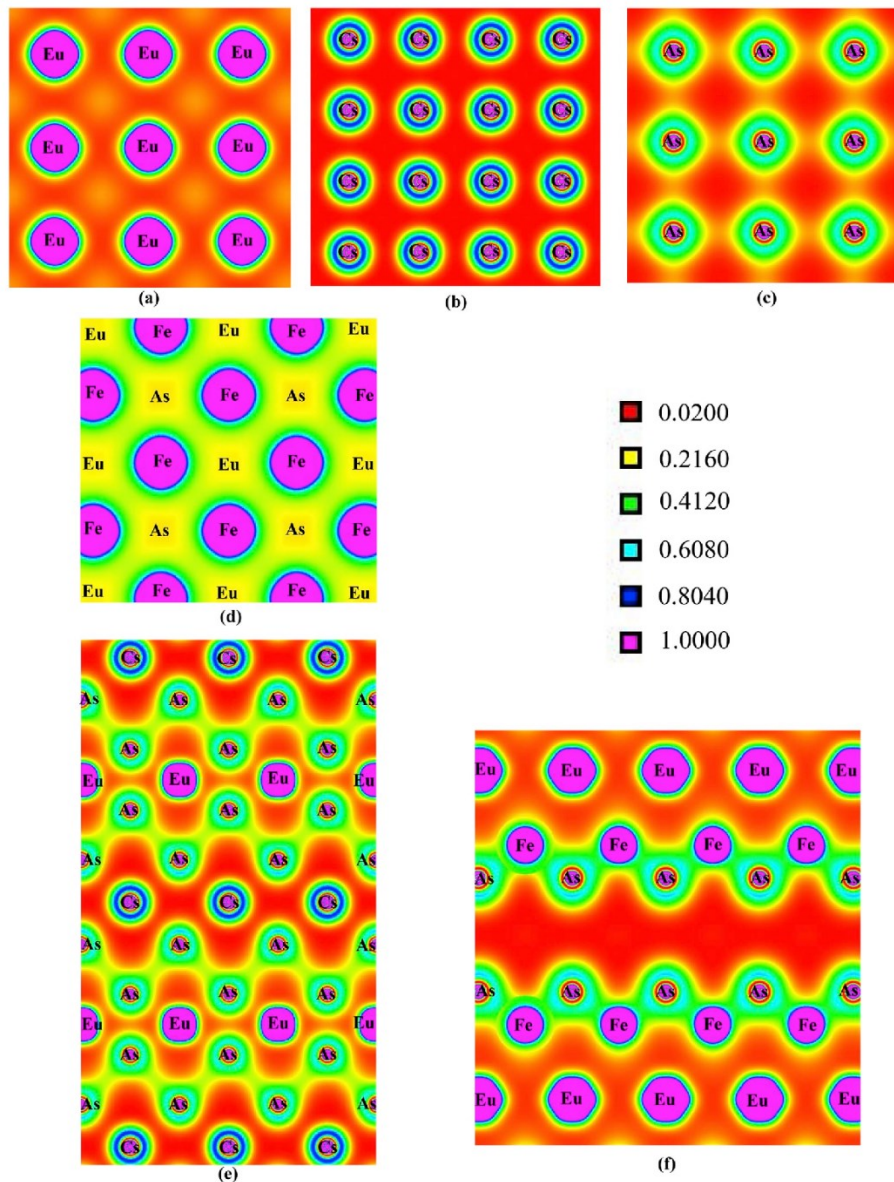 Eu Eu Eu
Eu Eu Eu
Eu Eu Eu
(a)
Cs Cs Cs Cs
Cs Cs Cs Cs
Cs Cs Cs Cs
Cs Cs Cs Cs
(b)
As As As
As As As
As As As
(c)
Eu Fe Eu Fe Eu
Fe As Fe As Fe
Eu Fe Eu Fe Eu
Fe As Fe As Fe
Eu Fe Eu Fe Eu
(d)
0.0200
0.2160
0.4120
0.6080
0.8040
1.0000
Cs Cs Cs
As As As As
As As As
Eu Eu Eu Eu
As As As
As As As As
Cs Cs Cs
As As As As
As As As
Eu Eu Eu Eu
As As As
As As As As
Cs Cs Cs
(e)
Eu Eu Eu Eu Eu
Fe Fe Fe Fe
As As As As As
As As As As As
Fe Fe Fe Fe
Eu Eu Eu Eu Eu
(f)